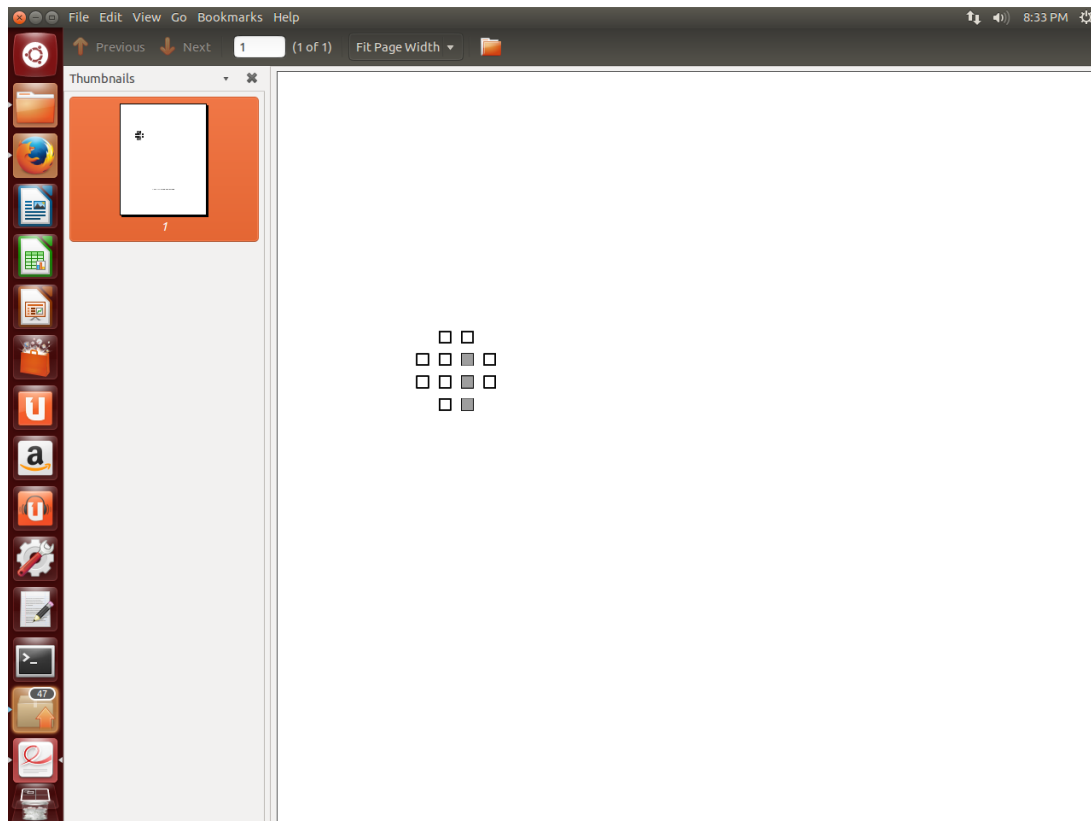 File Edit View Go Bookmarks Help 8:33 PM
Previous Next 1 (1 of 1) Fit Page Width
Thumbnails
1
U
a
1
>_
47